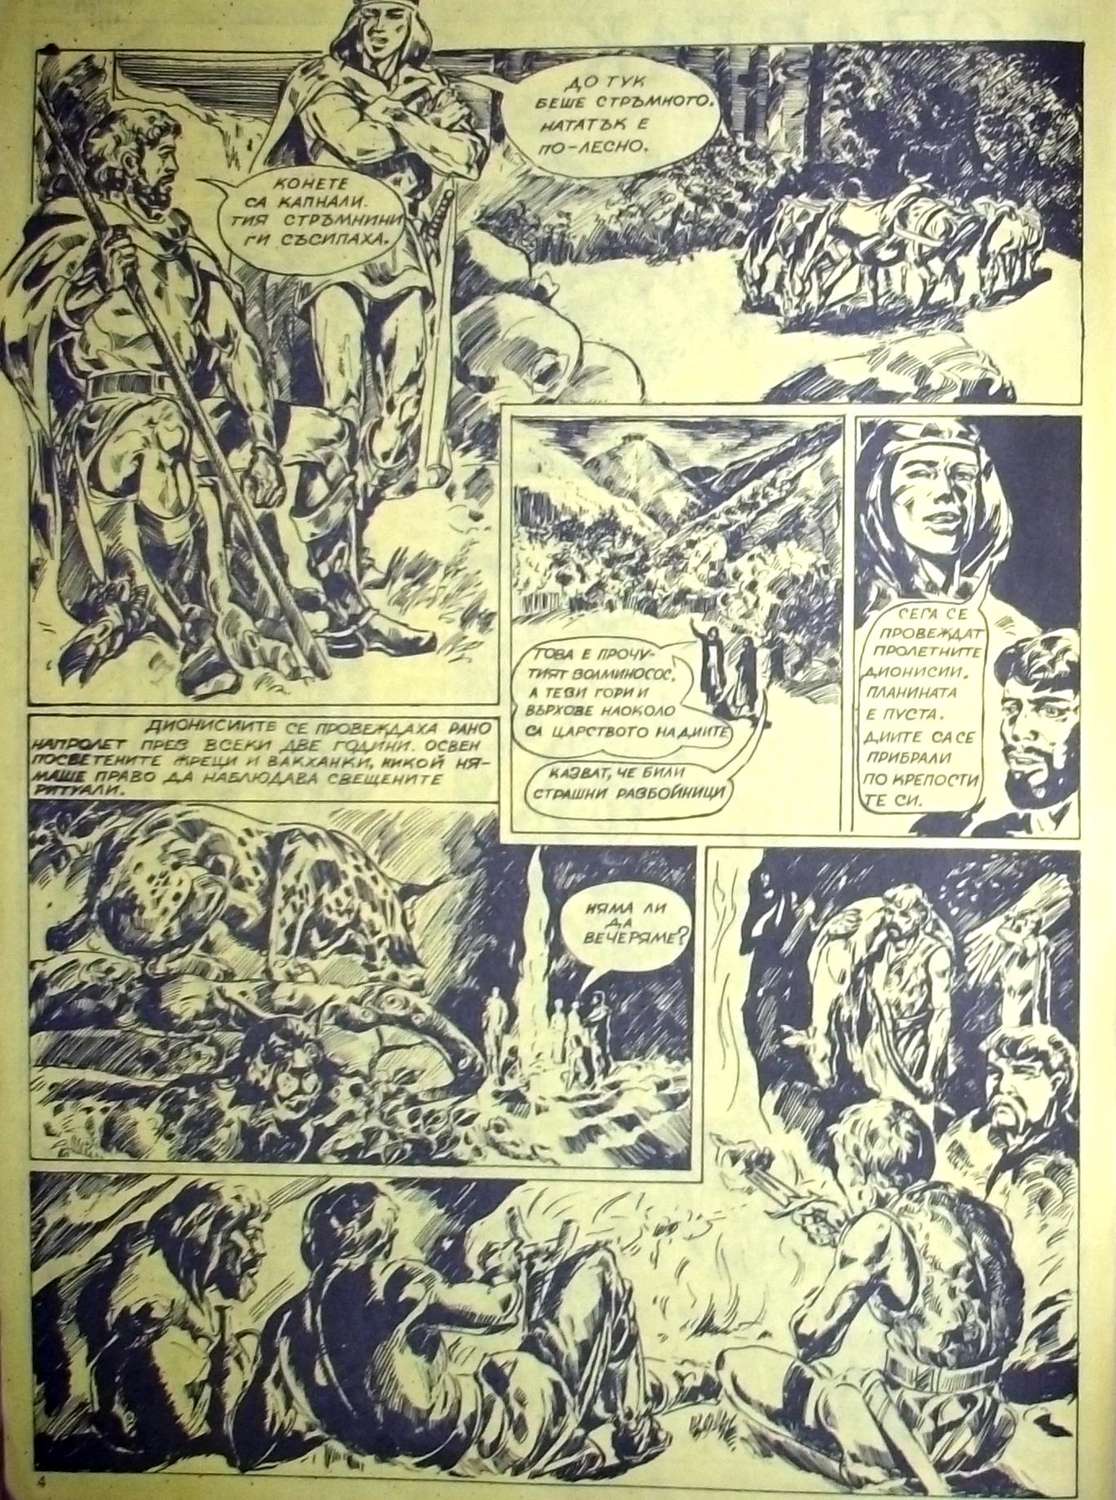 КОНЕТЕ
СА КАПНАЛИ.
ТИЯ СТРЪМНИНИ
ГИ СЪСИПАХА.
ДО ТУК
БЕШЕ СТРЪМНОТО.
НАТАТЪК Е
ПО-ЛЕСНО.
ТОВА Е ПРОЧУ-
ТИЯТ ЗОЛМИНОСОС,
А ТЕЗИ ГОРИ И
ВЪРХОВЕ НАОКОЛО
СА ЦАРСТВОТО НА ДИИТЕ
КАЗВАТ, ЧЕ БИЛИ
СТРАШНИ РАЗБОЙНИЦИ
СЕГА СЕ
ПРОВЕЖДАТ
ПРОЛЕТНИТЕ
ДИОНИСИИ.
ПЛАНИНАТА
Е ПУСТА.
ДИИТЕ СА СЕ
ПРИБРАЛИ
ПО КРЕПОСТИ
ТЕ СИ.
ДИОНИСИИТЕ СЕ ПРОВЕЖДАХА РАНО
НАПРОЛЕТ ПРЕЗ ВСЕКИ ДВЕ ГОДИНИ. ОСВЕН
ПОСВЕТЕНИТЕ ЖРЕЦИ И ВАКХАНКИ, НИКОЙ НЯ-
МАШЕ ПРАВО ДА НАБЛЮДАВА СВЕЩЕНИТЕ
РИТУАЛИ.
НЯМА ЛИ
ДА
ВЕЧЕРЯМЕ?
4